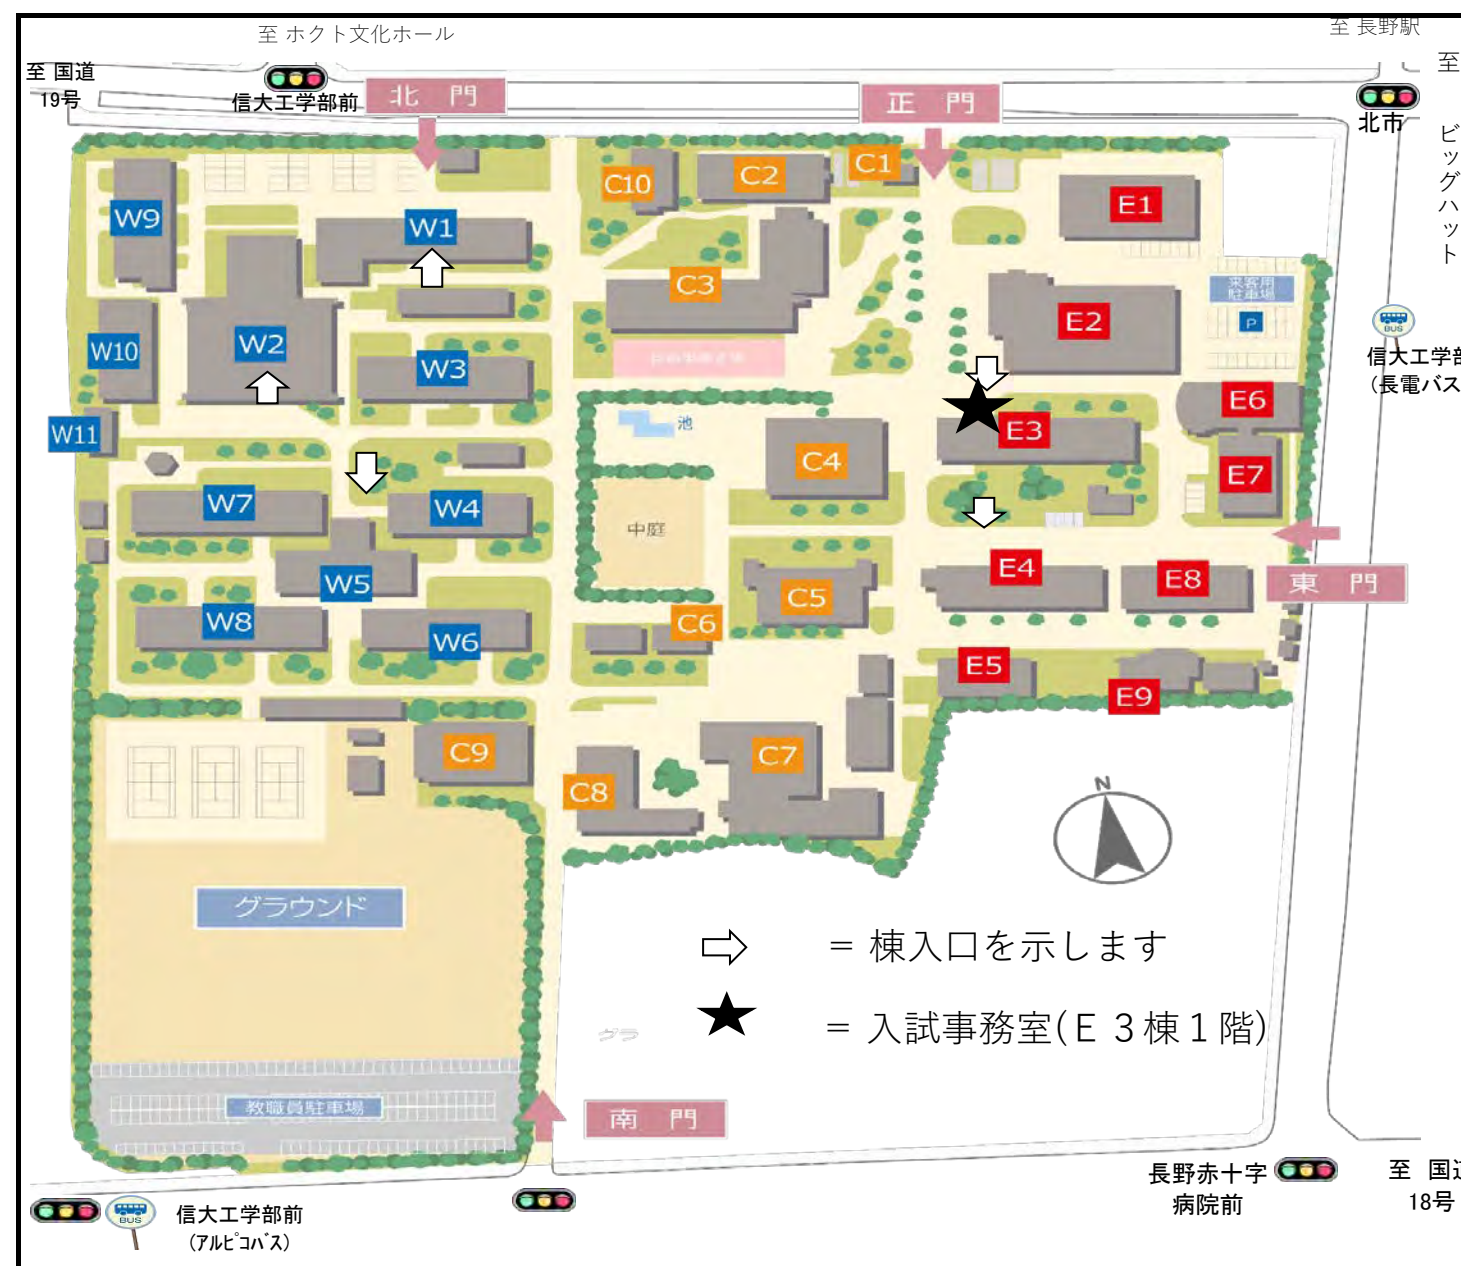 至 ホクト文化ホール
至 長野駅
至 国道
19号
信大工学部前
北 門
正 門
至
北市
ビッグハット
C10
C2
C1
W9
W1
E1
C3
来客用
駐車場
P
W10
W2
W3
E2
BUS
信大工学部
(長電バス
E6
W11
池
C4
E3
E7
W7
W4
中庭
W5
C5
E4
E8
東 門
W8
W6
C6
E5
E9
C9
C8
C7
N
グラウンド
⇨ = 棟入口を示します
★ = 入試事務室(E 3棟1階)
グラ
教職員駐車場
南 門
長野赤十字
病院前
至 国道
18号
BUS
信大工学部前
(アルピコバス)